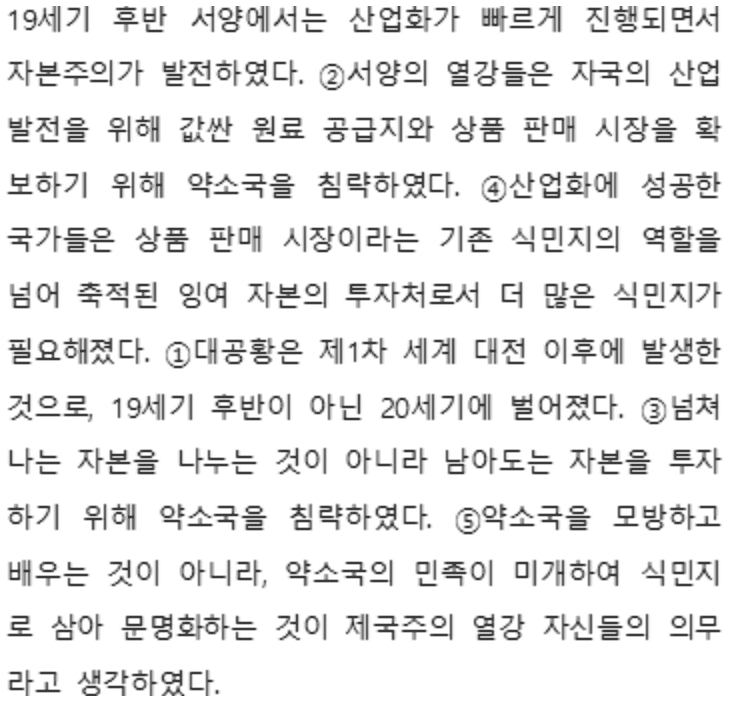 19세기 후반 서양에서는 산업화가 빠르게 진행되면서
자본주의가 발전하였다. ②서양의 열강들은 자국의 산업
발전을 위해 값싼 원료 공급지와 상품 판매 시장을 확
보하기 위해 약소국을 침략하였다. ④산업화에 성공한
국가들은 상품 판매 시장이라는 기존 식민지의 역할을
넘어 축적된 잉여 자본의 투자처로서 더 많은 식민지가
필요해졌다. ①대공황은 제1차 세계 대전 이후에 발생한
것으로, 19세기 후반이 아닌 20세기에 벌어졌다. ③넘쳐
나는 자본을 나누는 것이 아니라 남아도는 자본을 투자
하기 위해 약소국을 침략하였다. ⑤약소국을 모방하고
배우는 것이 아니라, 약소국의 민족이 미개하여 식민지
로 삼아 문명화하는 것이 제국주의 열강 자신들의 의무
라고 생각하였다.